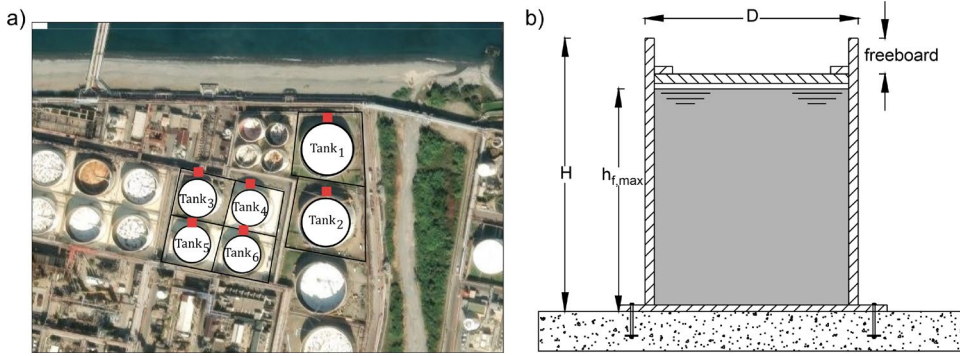 a)
Tank1
Tank2
Tank3
Tank4
Tank5
Tank6
b)
D
freeboard
H
hf,max